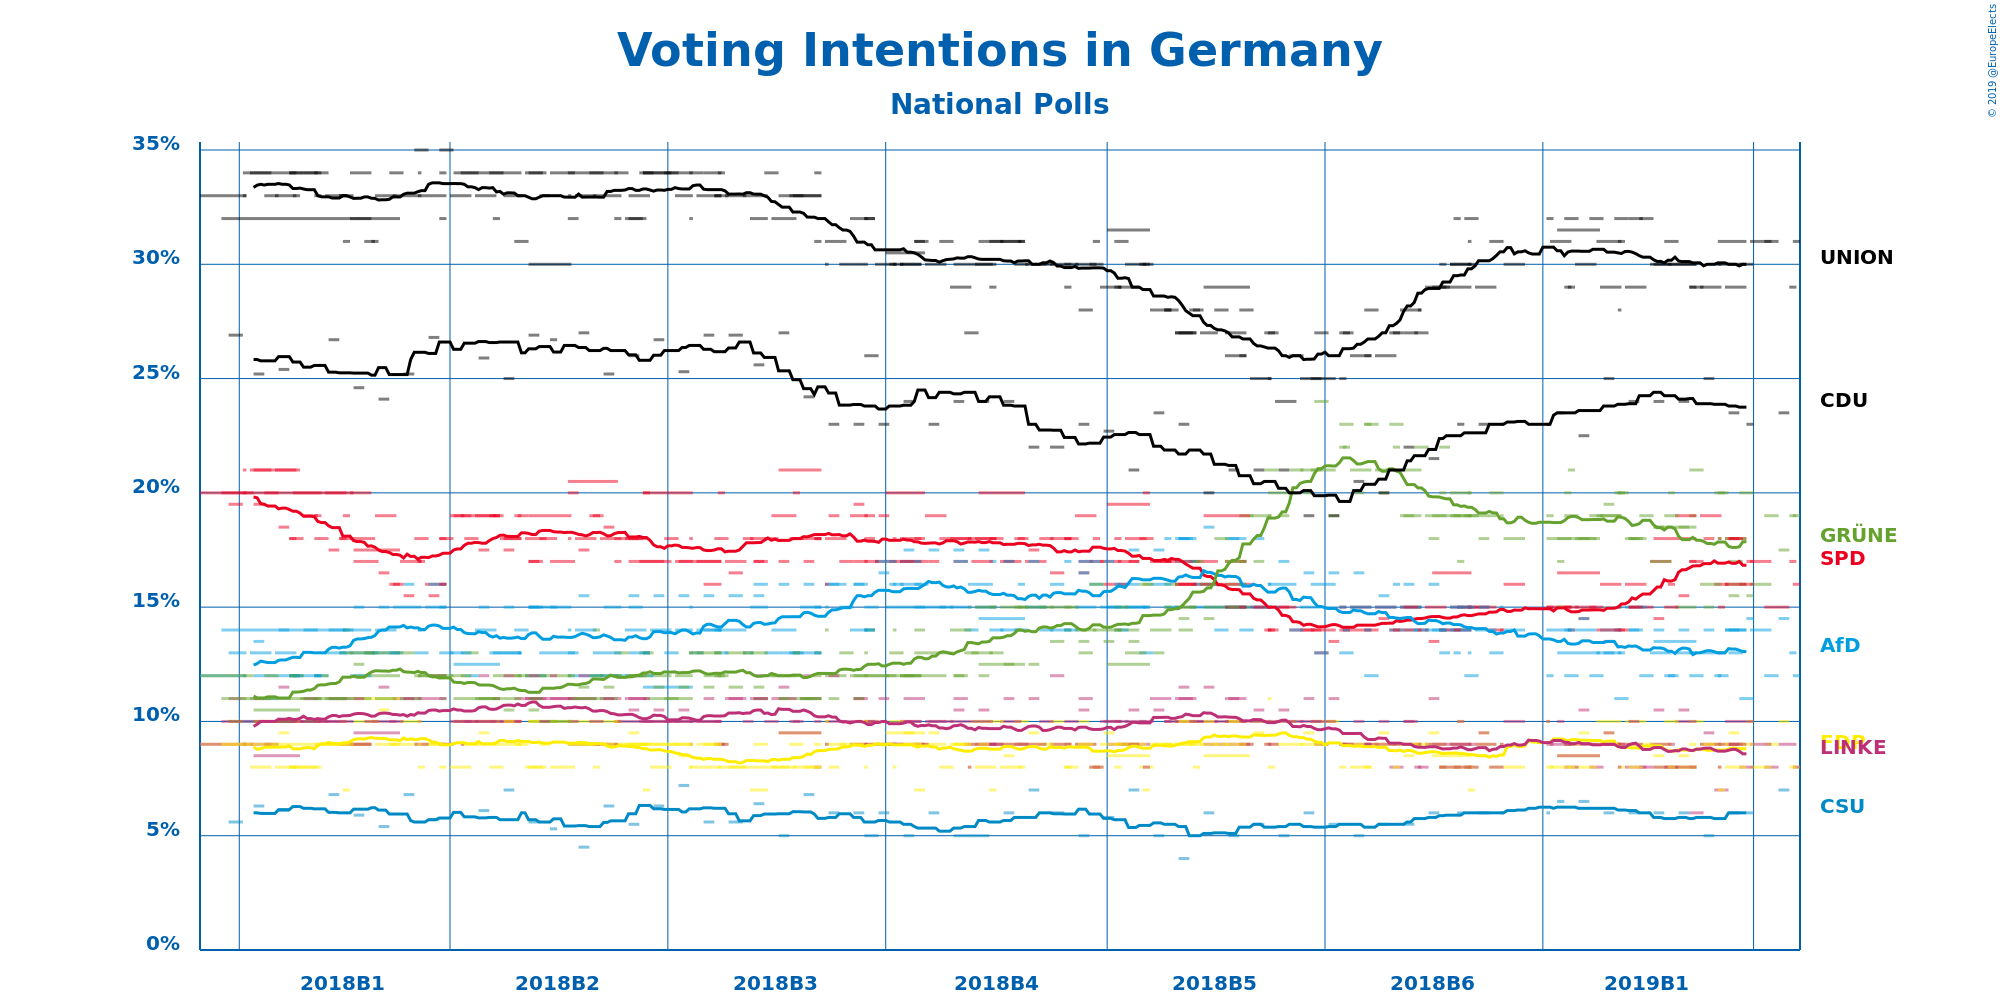 Voting Intentions in Germany
National Polls
© 2019 @EuropeElects
35%
30%
25%
20%
15%
10%
5%
0%
UNION
CDU
GRÜNE
SPD
AfD
FDP
LINKE
CSU
2018B1 2018B2 2018B3 2018B4 2018B5 2018B6 2019B1